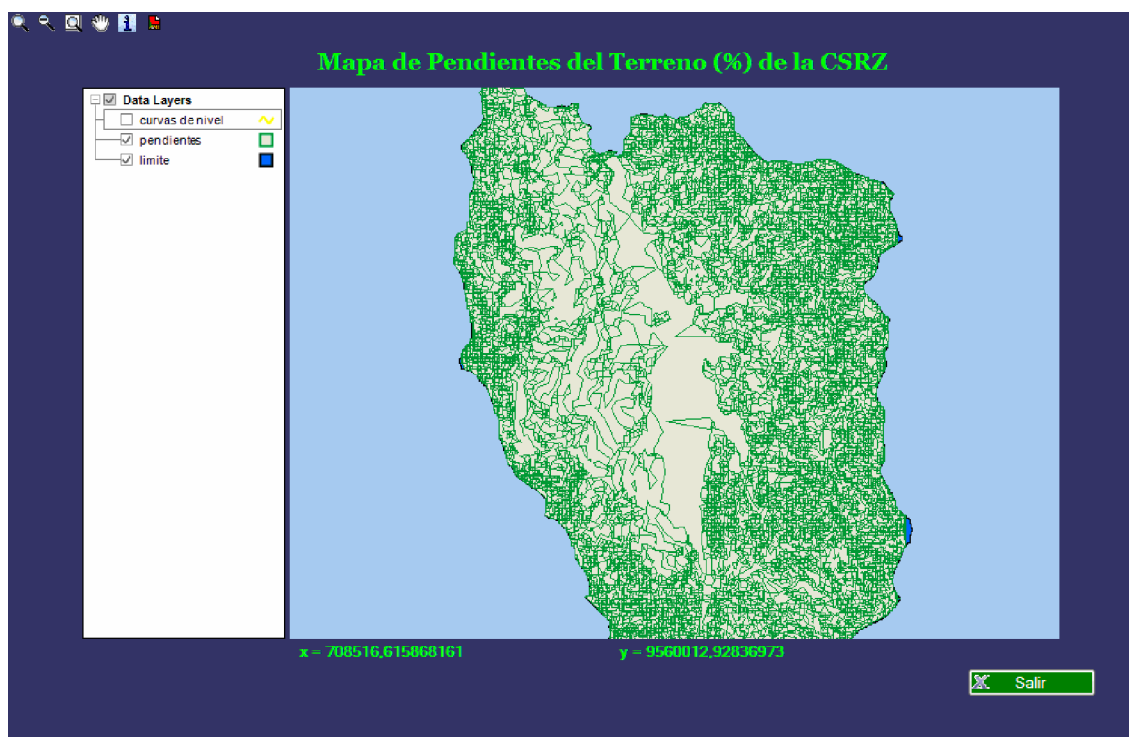 Mapa de Pendientes del Terreno (%) de la CSRZ
Data Layers
curvas de nivel
pendientes
limite
x = 708516,615868161 y = 9560012,92836973
Salir